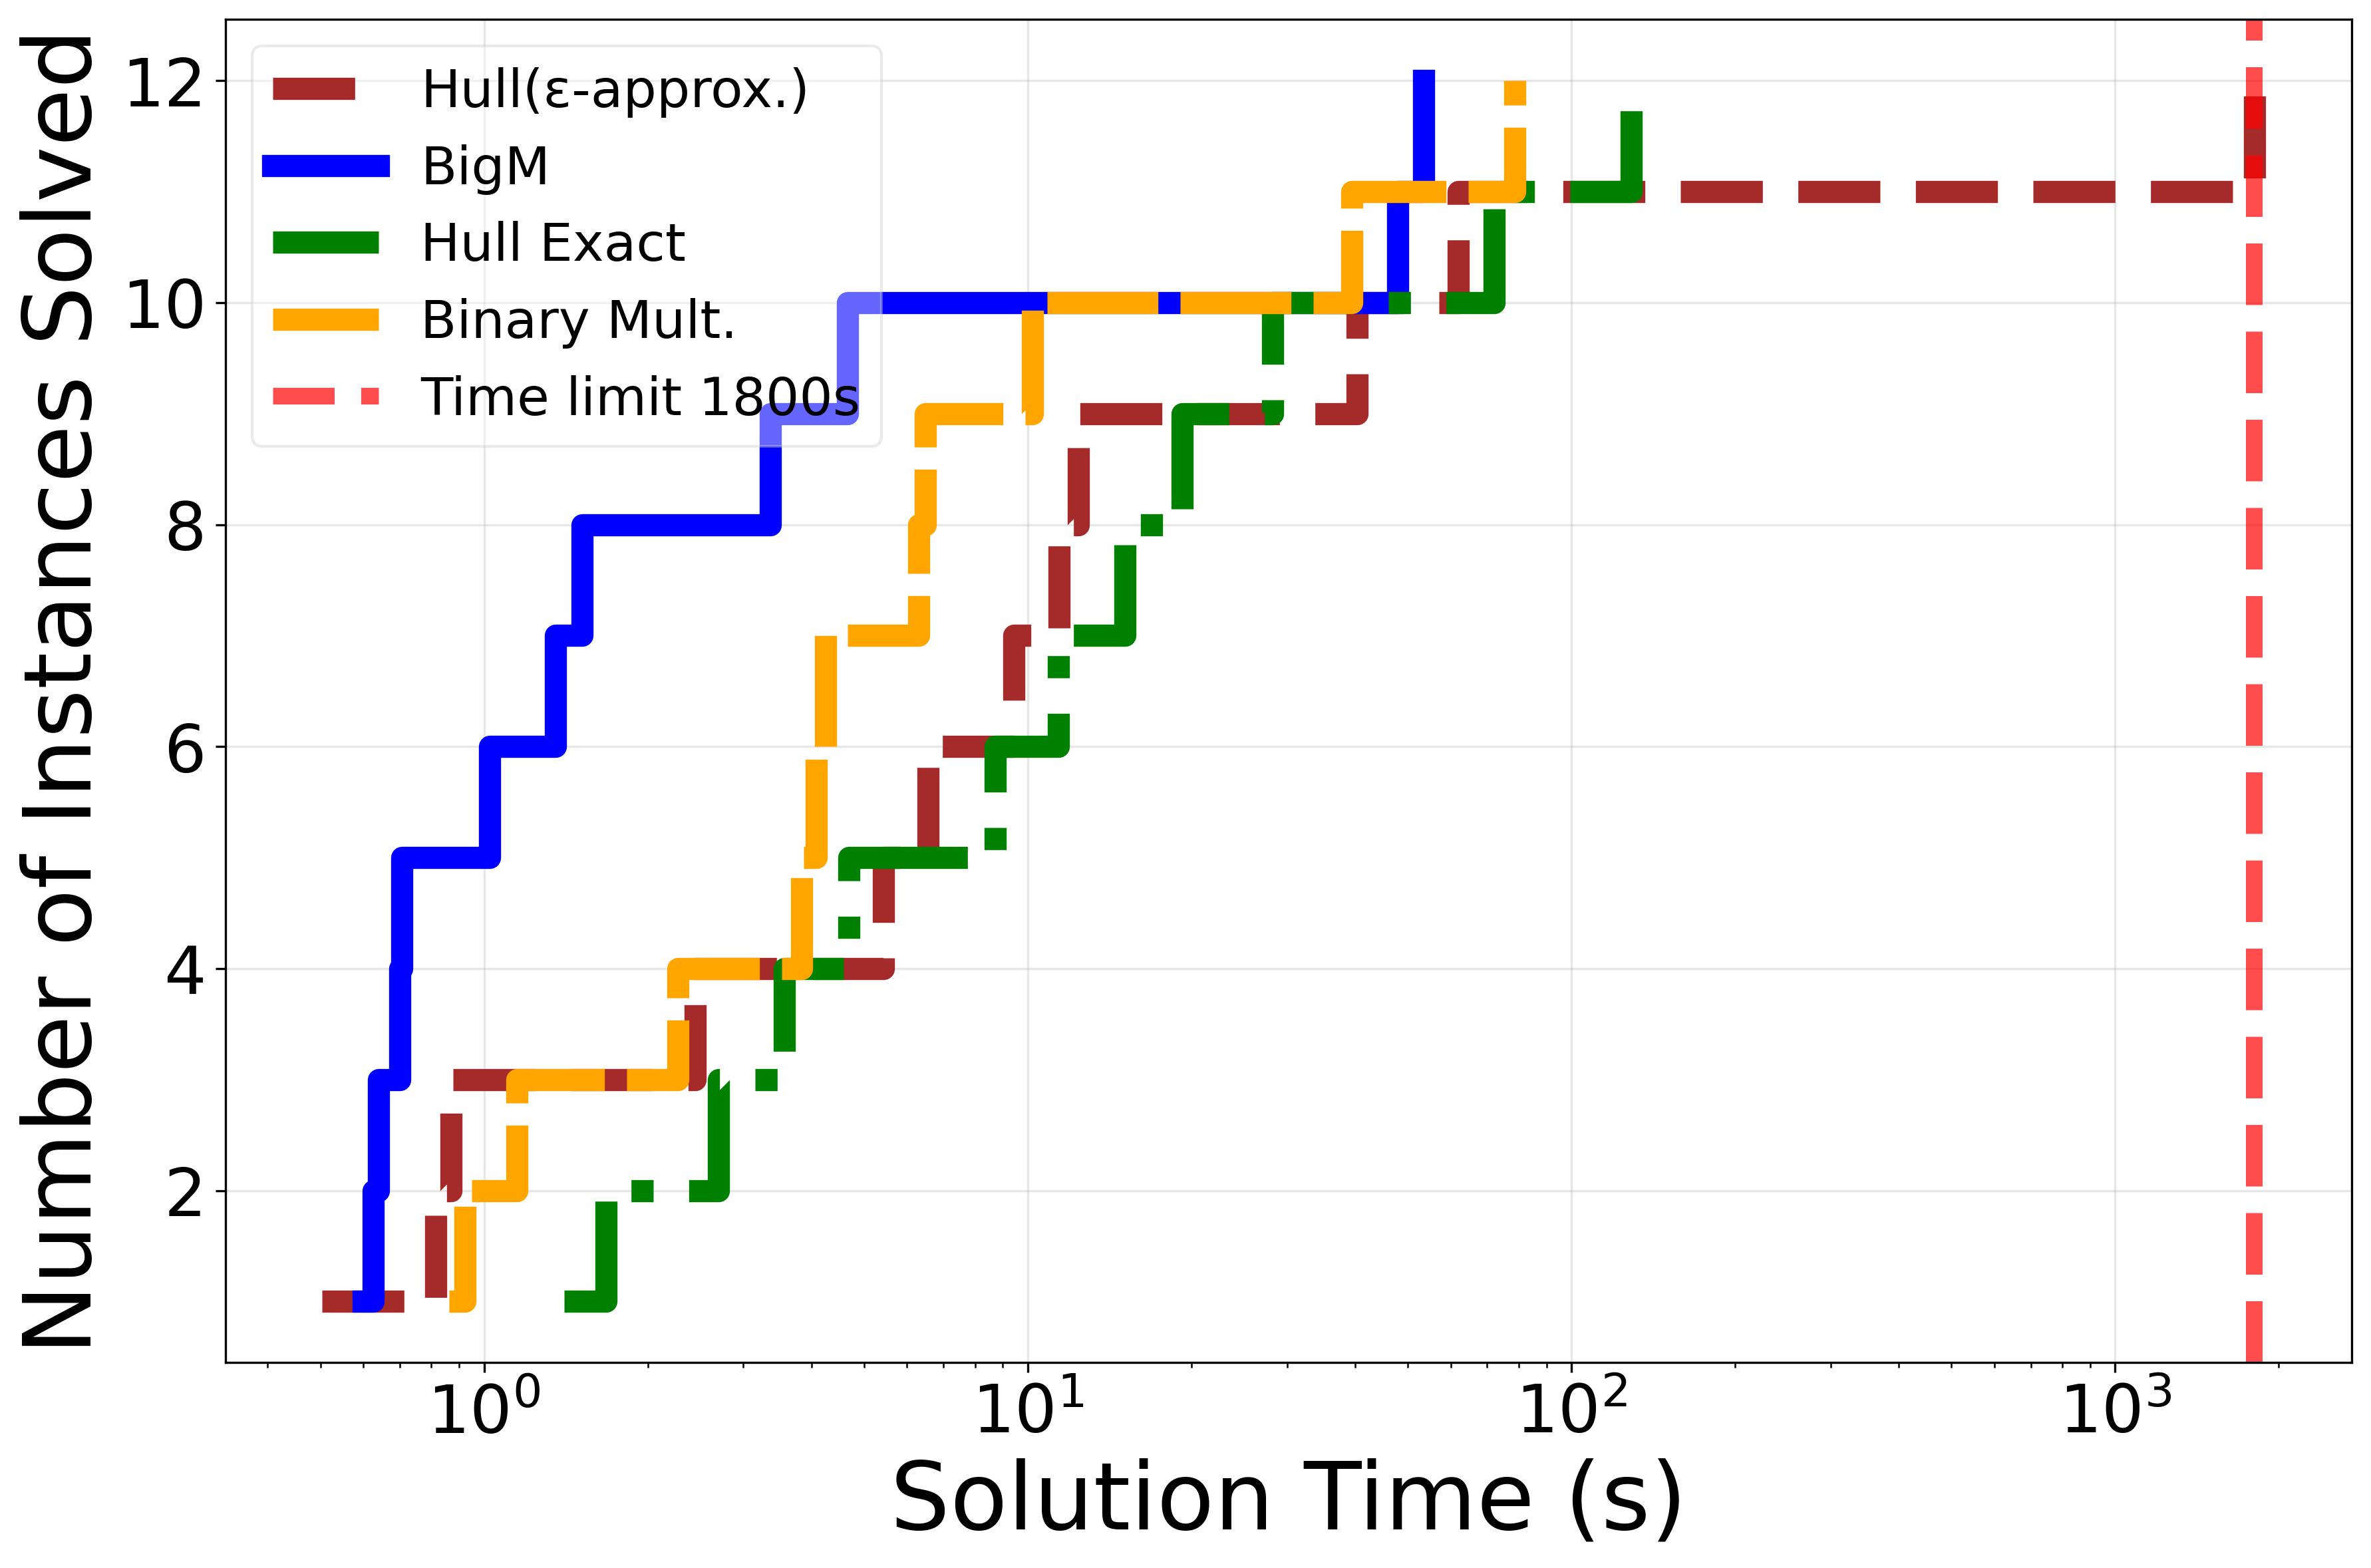 Number of Instances Solved
12
10
8
6
4
2
Hull(ε-approx.)
BigM
Hull Exact
Binary Mult.
Time limit 1800s
10⁰ 10¹ 10² 10³
Solution Time (s)